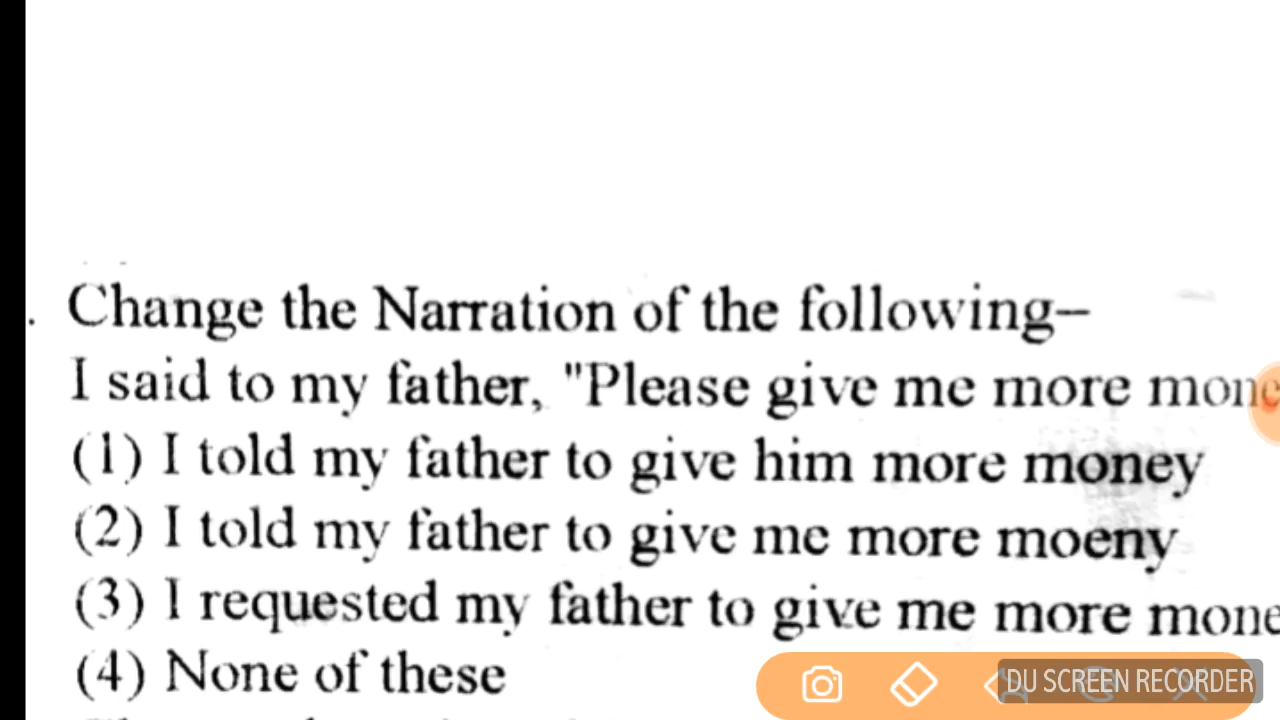 . Change the Narration of the following–
I said to my father, "Please give me more mone
(1) I told my father to give him more money
(2) I told my father to give me more moeny
(3) I requested my father to give me more mone
(4) None of these
DU SCREEN RECORDER